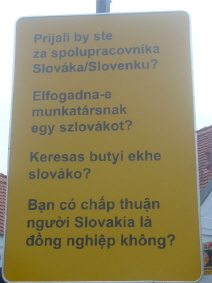 Prijali by ste
za spolupracovníka
Slováka/Slovenku?
Elfogadna-e
munkatársnak
egy szlovákot?
Keresas butyi ekhe
slováko?
Bạn có chấp thuận
người Slovakia là
đồng nghiệp không?